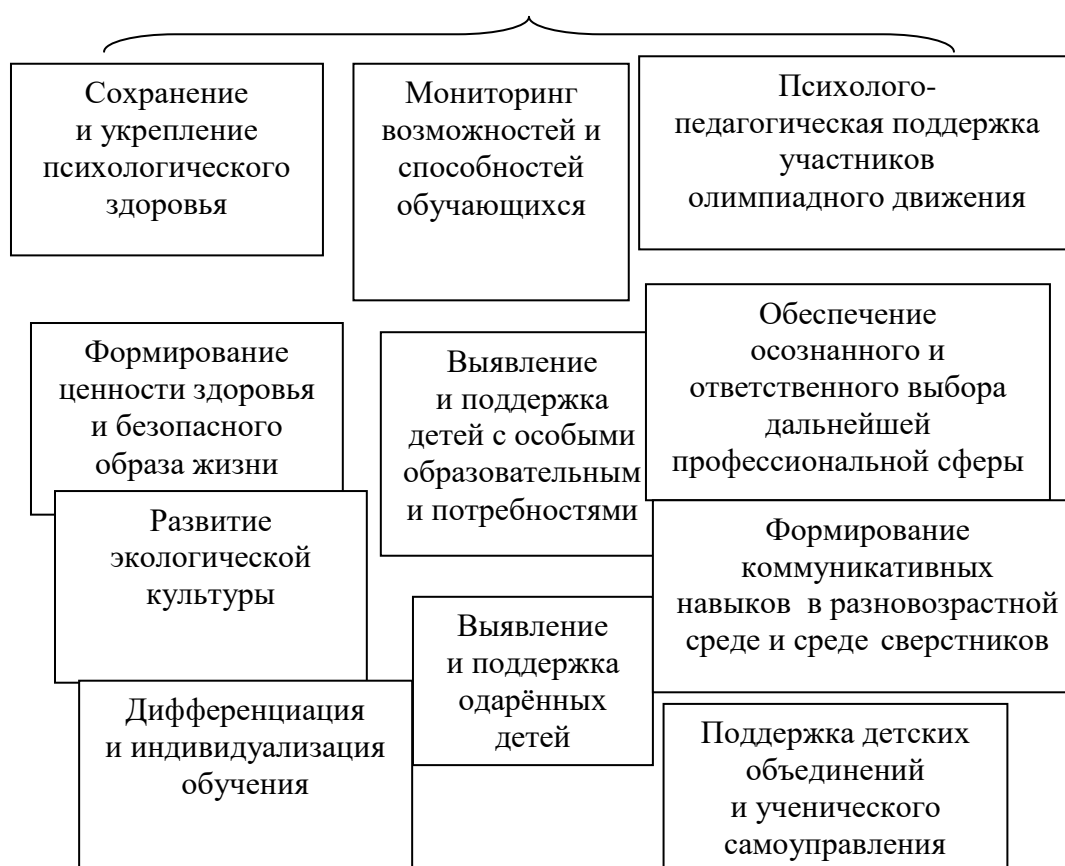 Сохранение
и укрепление
психологического
здоровья
Мониторинг
возможностей и
способностей
обучающихся
Психолого-
педагогическая поддержка
участников
олимпиадного движения
Формирование
ценности здоровья
и безопасного
образа жизни
Выявление
и поддержка
детей с особыми
образовательным
и потребностями
Обеспечение
осознанного и
ответственного выбора
дальнейшей
профессиональной сферы
Развитие
экологической
культуры
Выявление
и поддержка
одарённых
детей
Формирование
коммуникативных
навыков в разновозрастной
среде и среде сверстников
Дифференциация
и индивидуализация
обучения
Поддержка детских
объединений
и ученического
самоуправления